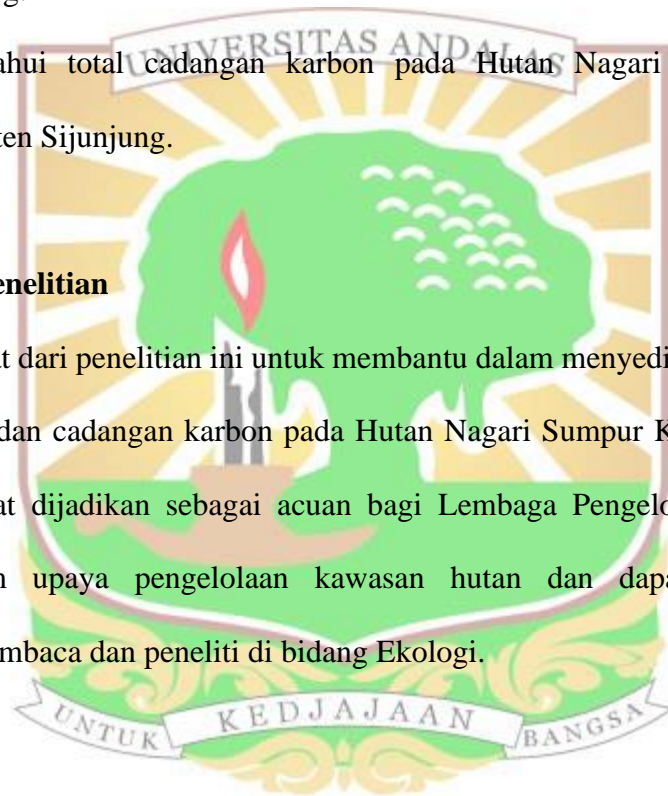 g.
UNIVERSITAS ANDALAS
ahui total cadangan karbon pada Hutan Nagari
ten Sijunjung.
enelitian
at dari penelitian ini untuk membantu dalam menyedi
dan cadangan karbon pada Hutan Nagari Sumpur K
at dijadikan sebagai acuan bagi Lembaga Pengelo
n upaya pengelolaan kawasan hutan dan dapa
mbaca dan peneliti di bidang Ekologi.
UNTUK KEDJAJAAN BANGSA